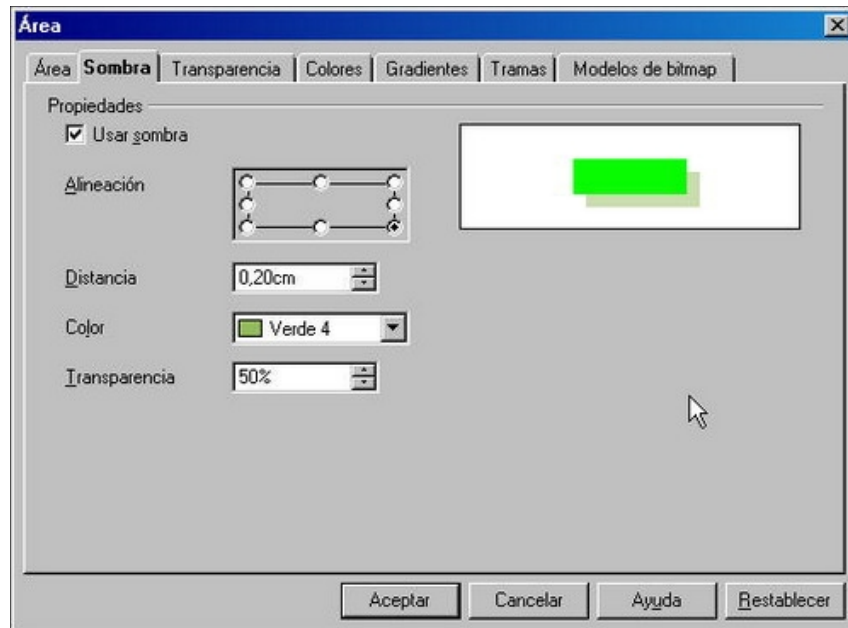 Área
Área Sombra Transparencia Colores Gradientes Tramas Modelos de bitmap
Propiedades
Usar sombra
Alineación
Distancia 0,20cm
Color Verde 4
Transparencia 50%
Aceptar Cancelar Ayuda Restablecer